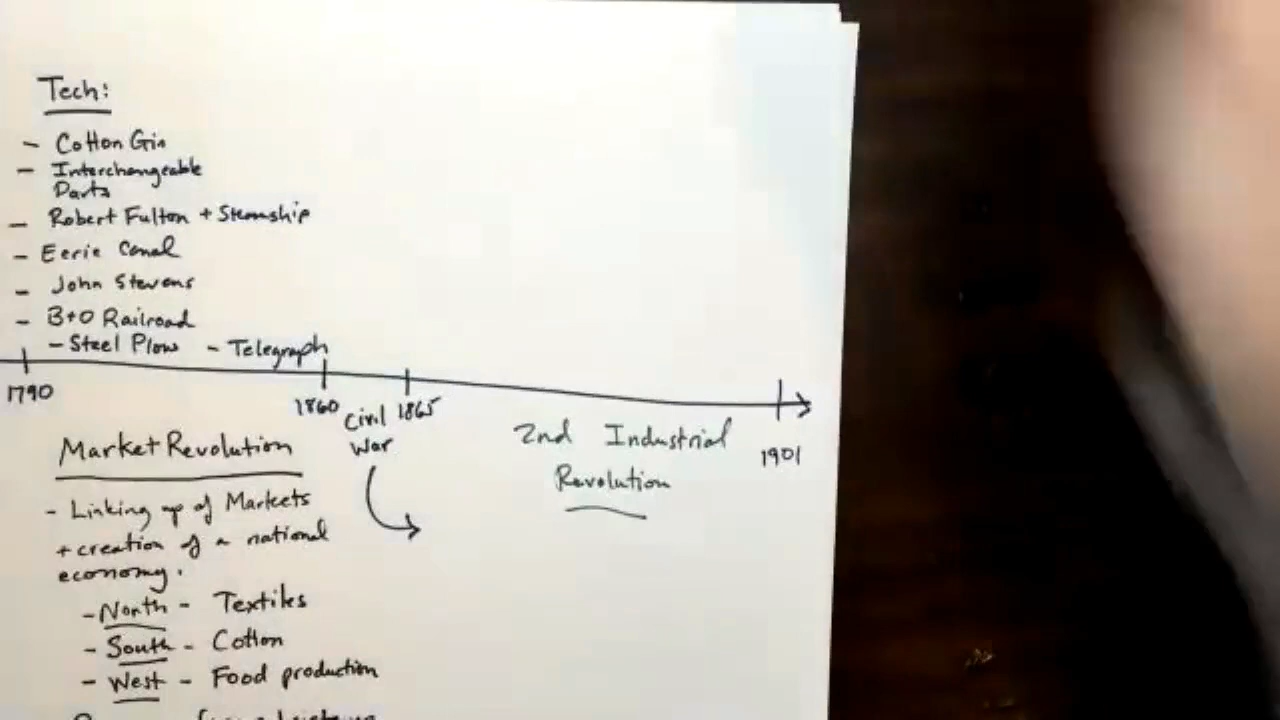 Tech:
- Cotton Gin
- Interchangeable
Parts
- Robert Fulton + Steamship
- Eerie Canal
- John Stevens
- B+O Railroad
- Steel Plow - Telegraph
1790
1860
Civil
War
1865
2nd Industrial
Revolution
1901
Market Revolution
- Linking up of Markets
+ creation of a national
economy.
- North - Textiles
- South - Cotton
- West - Food production